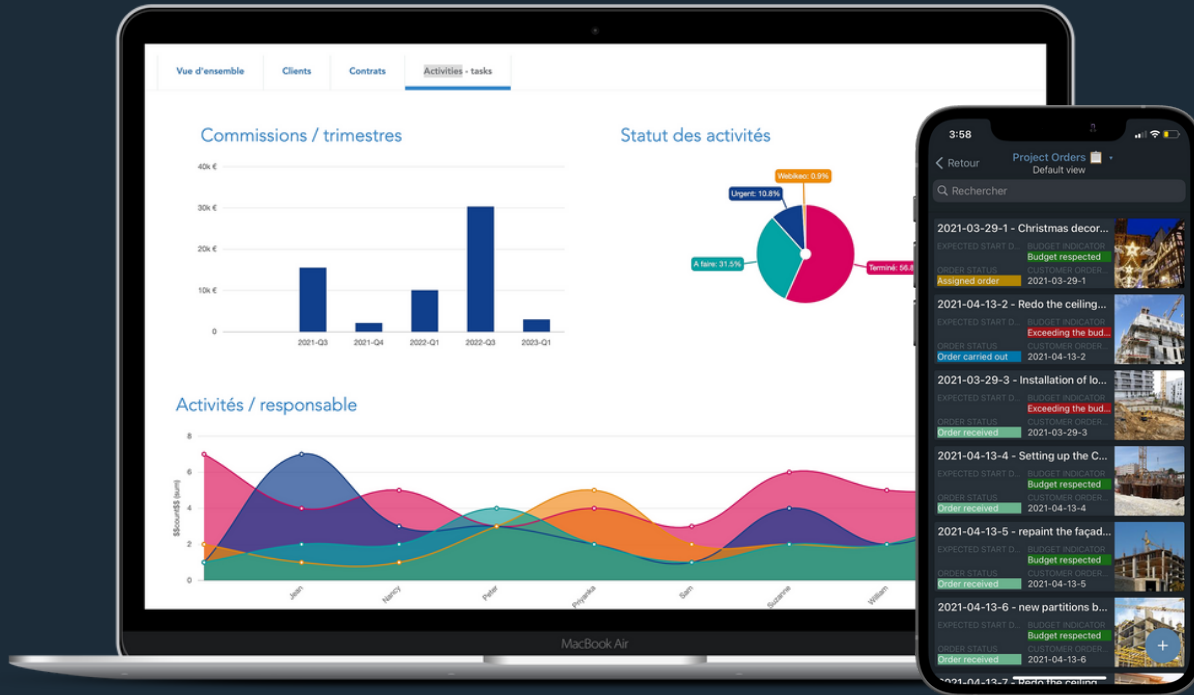 Vue d'ensemble
Clients
Contrats
Activities - tasks
Commissions / trimestres
40k €
30k €
20k €
10k €
0
2021-Q3
2021-Q4
2022-Q1
2022-Q3
2023-Q1
Statut des activités
Webikeo: 0.9%
Urgent: 10.8%
A faire: 31.5%
Terminé: 56.8
Activités / responsable
$$count$$ (sum)
8
6
4
2
0
Jean
Nancy
Peter
Priyanka
Sam
Suzanne
William
MacBook Air
3:58
Retour
Project Orders
Default view
Rechercher
2021-03-29-1 - Christmas decor...
EXPECTED START D... BUDGET INDICATOR
Budget respected
ORDER STATUS CUSTOMER ORDER...
Assigned order 2021-03-29-1
2021-04-13-2 - Redo the ceiling...
EXPECTED START D... BUDGET INDICATOR
Exceeding the bud...
ORDER STATUS CUSTOMER ORDER...
Order carried out 2021-04-13-2
2021-03-29-3 - Installation of lo...
EXPECTED START D... BUDGET INDICATOR
Exceeding the bud...
ORDER STATUS CUSTOMER ORDER...
Order received 2021-03-29-3
2021-04-13-4 - Setting up the C...
EXPECTED START D... BUDGET INDICATOR
Budget respected
ORDER STATUS CUSTOMER ORDER...
Order received 2021-04-13-4
2021-04-13-5 - repaint the façad...
EXPECTED START D... BUDGET INDICATOR
Budget respected
ORDER STATUS CUSTOMER ORDER...
Order received 2021-04-13-5
2021-04-13-6 - new partitions b...
EXPECTED START D... BUDGET INDICATOR
Budget respected
ORDER STATUS CUSTOMER ORDER...
Order received 2021-04-13-6
2021-04-13-7 - Redo the ceiling